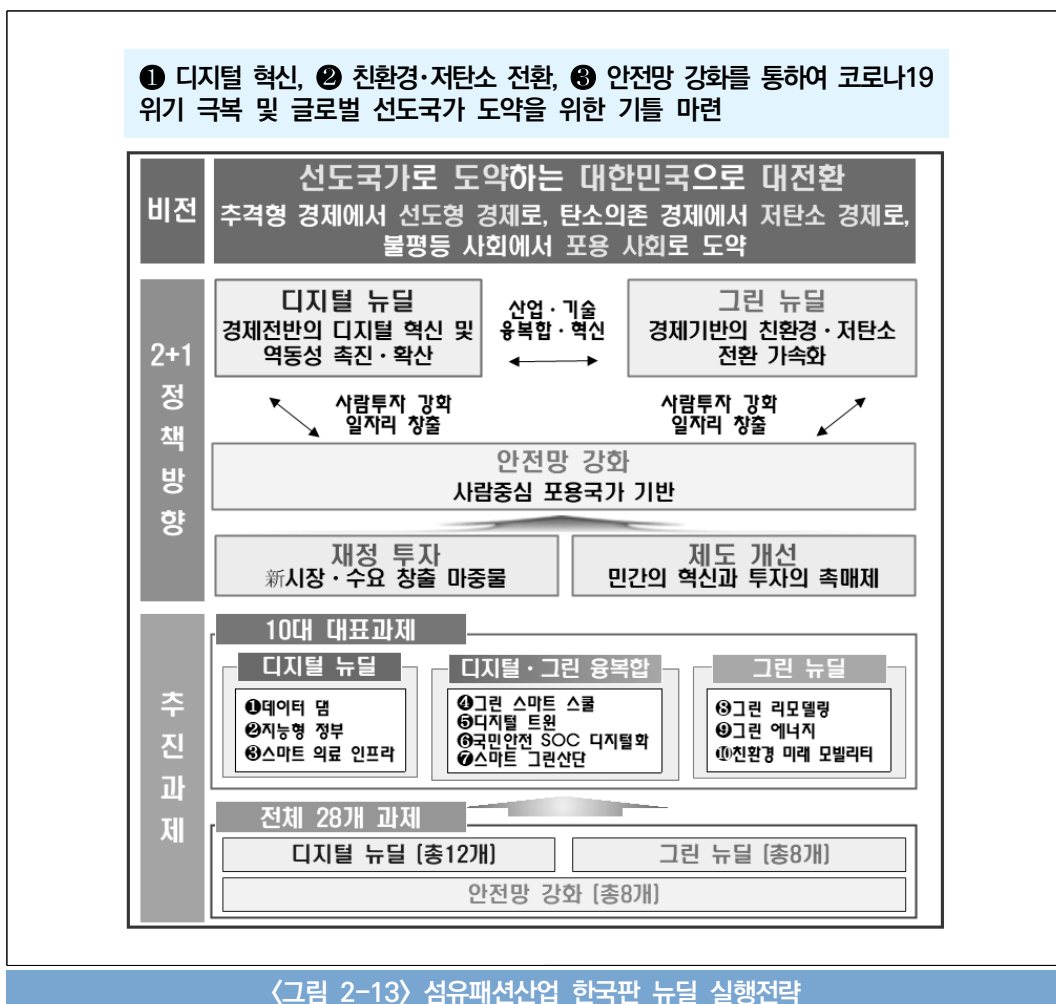 ❶ 디지털 혁신, ❷ 친환경·저탄소 전환, ❸ 안전망 강화를 통하여 코로나19
위기 극복 및 글로벌 선도국가 도약을 위한 기틀 마련
비전
선도국가로 도약하는 대한민국으로 대전환
추격형 경제에서 선도형 경제로, 탄소의존 경제에서 저탄소 경제로,
불평등 사회에서 포용 사회로 도약
2+1
정
책
방
향
디지털 뉴딜
경제전반의 디지털 혁신 및
역동성 촉진·확산
산업·기술
융복합·혁신
그린 뉴딜
경제기반의 친환경·저탄소
전환 가속화
사람투자 강화
일자리 창출
사람투자 강화
일자리 창출
안전망 강화
사람중심 포용국가 기반
재정 투자
新시장·수요 창출 마중물
제도 개선
민간의 혁신과 투자의 촉매제
추
진
과
제
10대 대표과제
디지털 뉴딜
❶데이터 댐
❷지능형 정부
❸스마트 의료 인프라
디지털·그린 융복합
❹그린 스마트 스쿨
❺디지털 트윈
❻국민안전 SOC 디지털화
❼스마트 그린산단
그린 뉴딜
❽그린 리모델링
❾그린 에너지
❿친환경 미래 모빌리티
전체 28개 과제
디지털 뉴딜 (총12개)
그린 뉴딜 (총8개)
안전망 강화 (총8개)
〈그림 2-13〉 섬유패션산업 한국판 뉴딜 실행전략